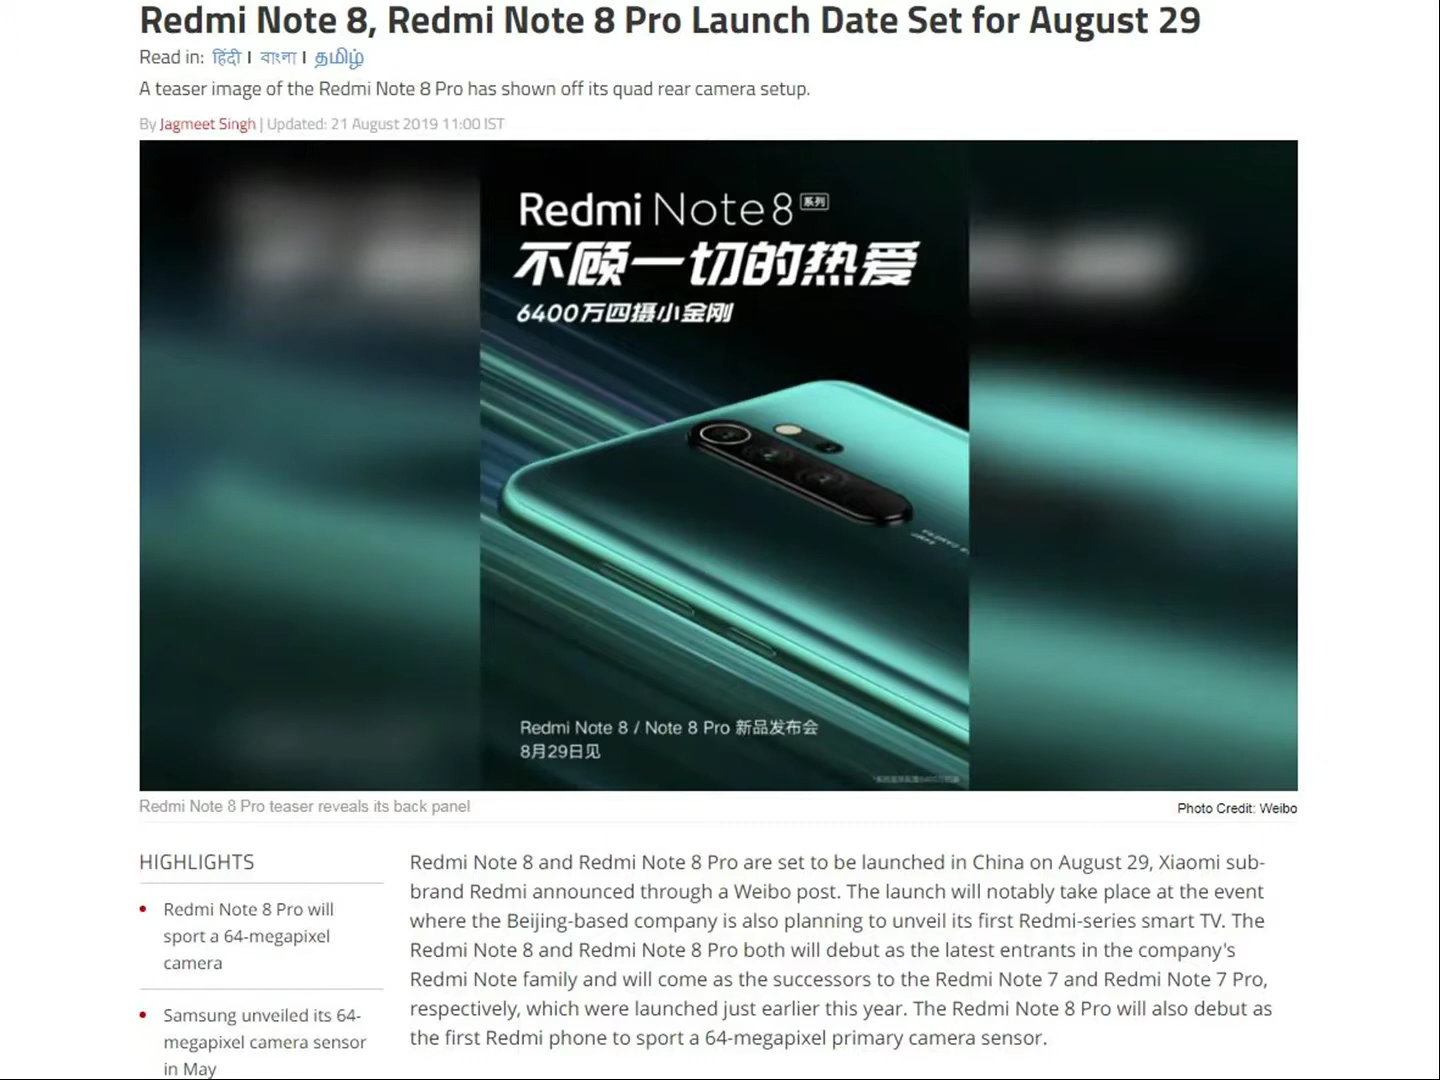 Redmi Note 8, Redmi Note 8 Pro Launch Date Set for August 29
Read in: हिंदी | বাংলা | தமிழ்
A teaser image of the Redmi Note 8 Pro has shown off its quad rear camera setup.
By Jagmeet Singh | Updated: 21 August 2019 11:00 IST
Redmi Note 8 系列
不顾一切的热爱
6400万四摄小金刚
Redmi Note 8 / Note 8 Pro 新品发布会
8月29日见
Redmi Note 8 Pro teaser reveals its back panel
Photo Credit: Weibo
HIGHLIGHTS
Redmi Note 8 Pro will
sport a 64-megapixel
camera
Samsung unveiled its 64-
megapixel camera sensor
in May
Redmi Note 8 and Redmi Note 8 Pro are set to be launched in China on August 29, Xiaomi sub-
brand Redmi announced through a Weibo post. The launch will notably take place at the event
where the Beijing-based company is also planning to unveil its first Redmi-series smart TV. The
Redmi Note 8 and Redmi Note 8 Pro both will debut as the latest entrants in the company's
Redmi Note family and will come as the successors to the Redmi Note 7 and Redmi Note 7 Pro,
respectively, which were launched just earlier this year. The Redmi Note 8 Pro will also debut as
the first Redmi phone to sport a 64-megapixel primary camera sensor.